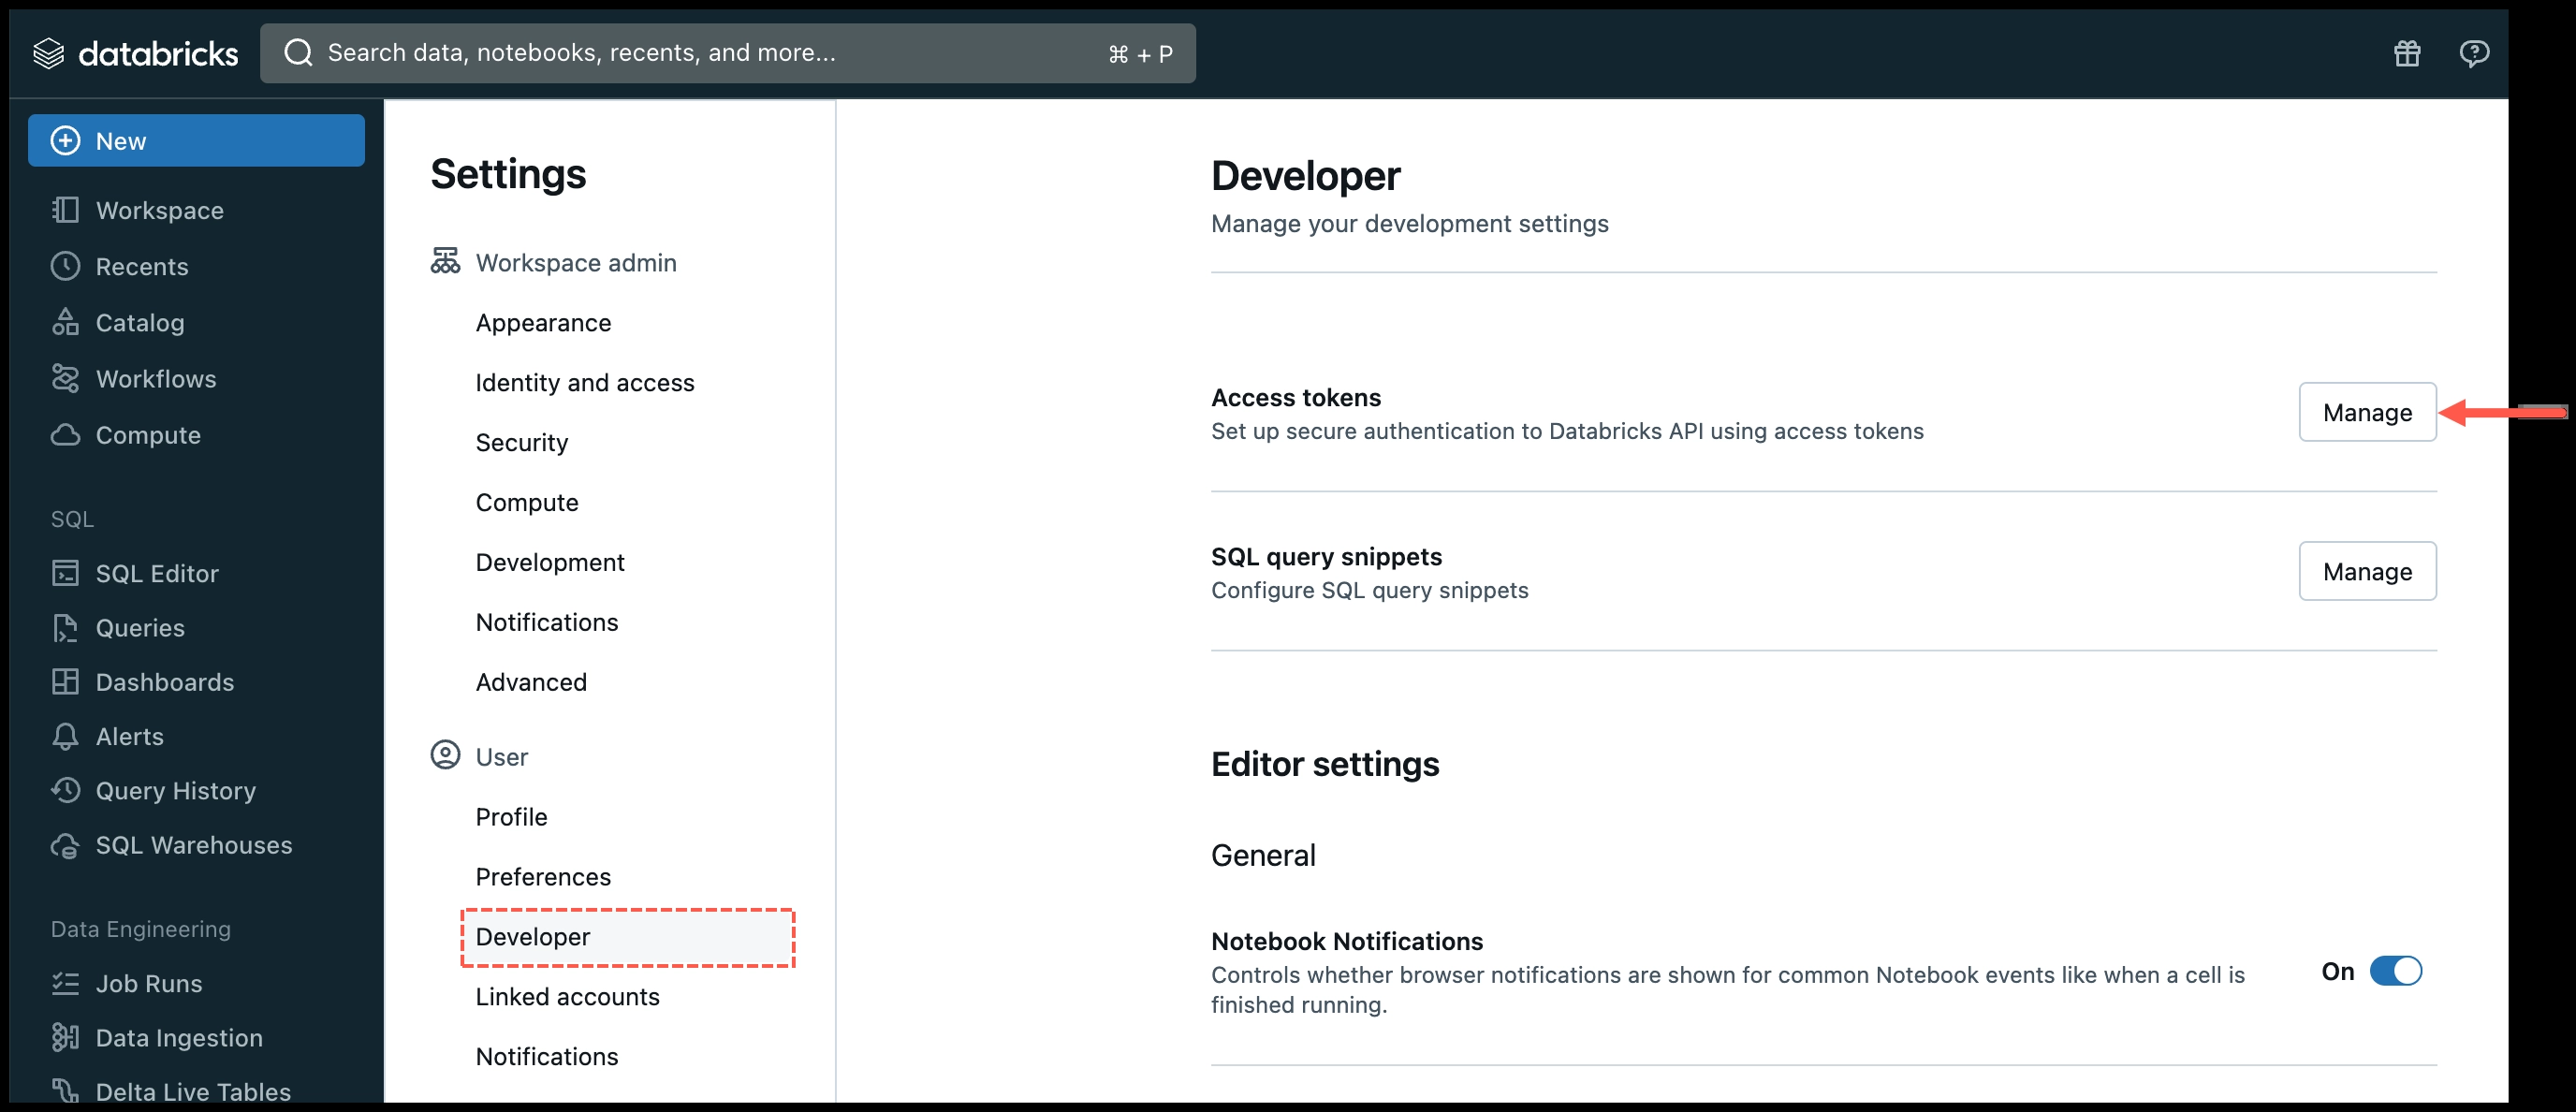 databricks
Search data, notebooks, recents, and more...
⌘ + P
New
Workspace
Recents
Catalog
Workflows
Compute
SQL
SQL Editor
Queries
Dashboards
Alerts
Query History
SQL Warehouses
Data Engineering
Job Runs
Data Ingestion
Delta Live Tables
Settings
Workspace admin
Appearance
Identity and access
Security
Compute
Development
Notifications
Advanced
User
Profile
Preferences
Developer
Linked accounts
Notifications
Developer
Manage your development settings
Access tokens
Set up secure authentication to Databricks API using access tokens
Manage
SQL query snippets
Configure SQL query snippets
Manage
Editor settings
General
Notebook Notifications
Controls whether browser notifications are shown for common Notebook events like when a cell is
finished running.
On